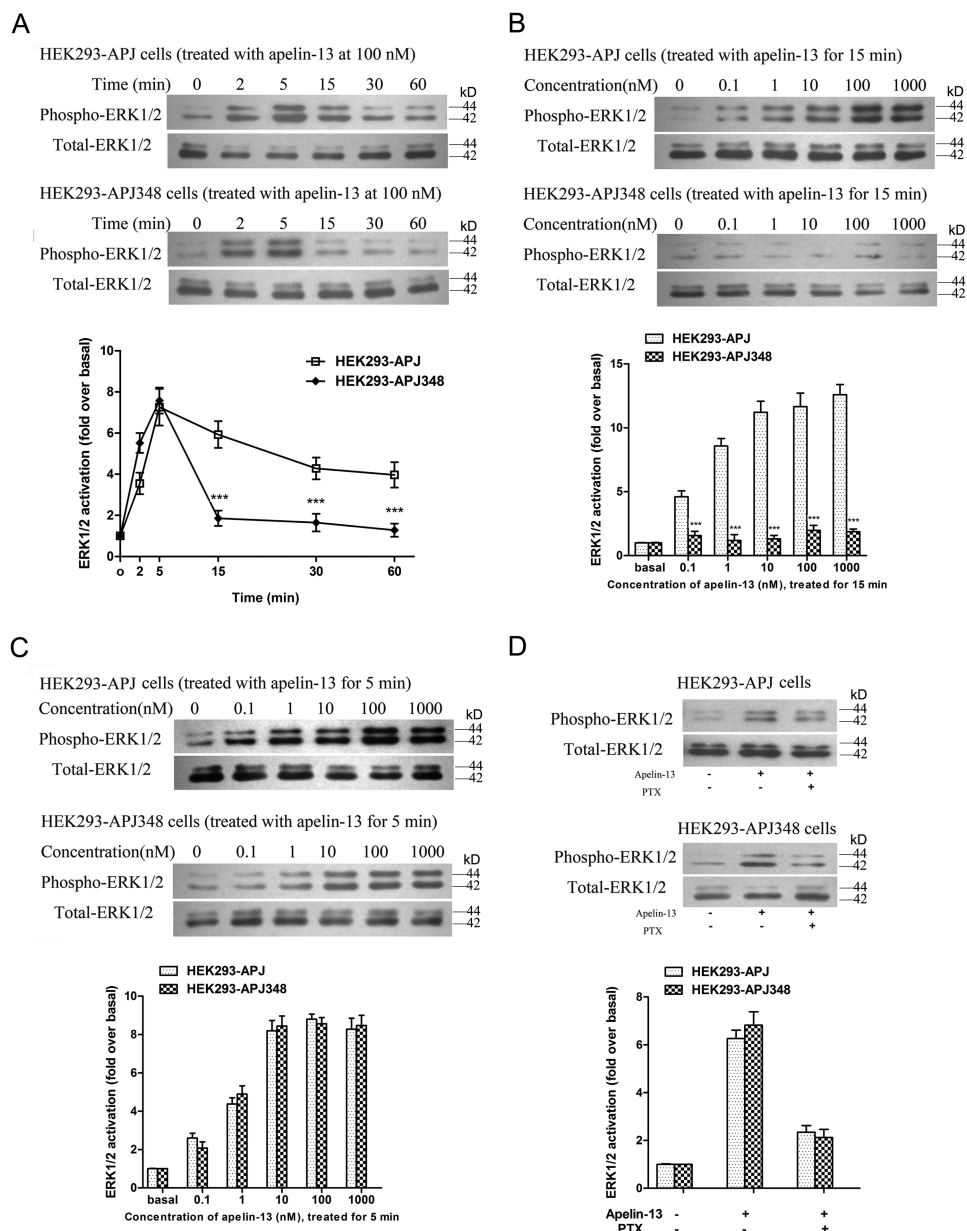 A
HEK293-APJ cells (treated with apelin-13 at 100 nM)
Time (min) 0 2 5 15 30 60 kD
Phospho-ERK1/2 44
42
Total-ERK1/2 44
42
HEK293-APJ348 cells (treated with apelin-13 at 100 nM)
Time (min) 0 2 5 15 30 60 kD
Phospho-ERK1/2 44
42
Total-ERK1/2 44
42
ERK1/2 activation (fold over basal)
10
8
6
4
2
0
HEK293-APJ
HEK293-APJ348
*** *** ***
o 2 5 15 30 60
Time (min)
B
HEK293-APJ cells (treated with apelin-13 for 15 min)
Concentration(nM) 0 0.1 1 10 100 1000 kD
Phospho-ERK1/2 44
42
Total-ERK1/2 44
42
HEK293-APJ348 cells (treated with apelin-13 for 15 min)
Concentration(nM) 0 0.1 1 10 100 1000 kD
Phospho-ERK1/2 44
42
Total-ERK1/2 44
42
HEK293-APJ
HEK293-APJ348
ERK1/2 activation (fold over basal)
15
10
5
0
*** *** *** *** ***
basal 0.1 1 10 100 1000
Concentration of apelin-13 (nM), treated for 15 min
C
HEK293-APJ cells (treated with apelin-13 for 5 min)
Concentration(nM) 0 0.1 1 10 100 1000 kD
Phospho-ERK1/2 44
42
Total-ERK1/2 44
42
HEK293-APJ348 cells (treated with apelin-13 for 5 min)
Concentration(nM) 0 0.1 1 10 100 1000 kD
Phospho-ERK1/2 44
42
Total-ERK1/2 44
42
HEK293-APJ
HEK293-APJ348
ERK1/2 activation (fold over basal)
10
8
6
4
2
0
basal 0.1 1 10 100 1000
Concentration of apelin-13 (nM), treated for 5 min
D
HEK293-APJ cells
kD
Phospho-ERK1/2 44
42
Total-ERK1/2 44
42
Apelin-13 - + +
PTX - - +
HEK293-APJ348 cells
kD
Phospho-ERK1/2 44
42
Total-ERK1/2 44
42
Apelin-13 - + +
PTX - - +
HEK293-APJ
HEK293-APJ348
ERK1/2 activation (fold over basal)
8
6
4
2
0
Apelin-13 - + +
PTX - - +